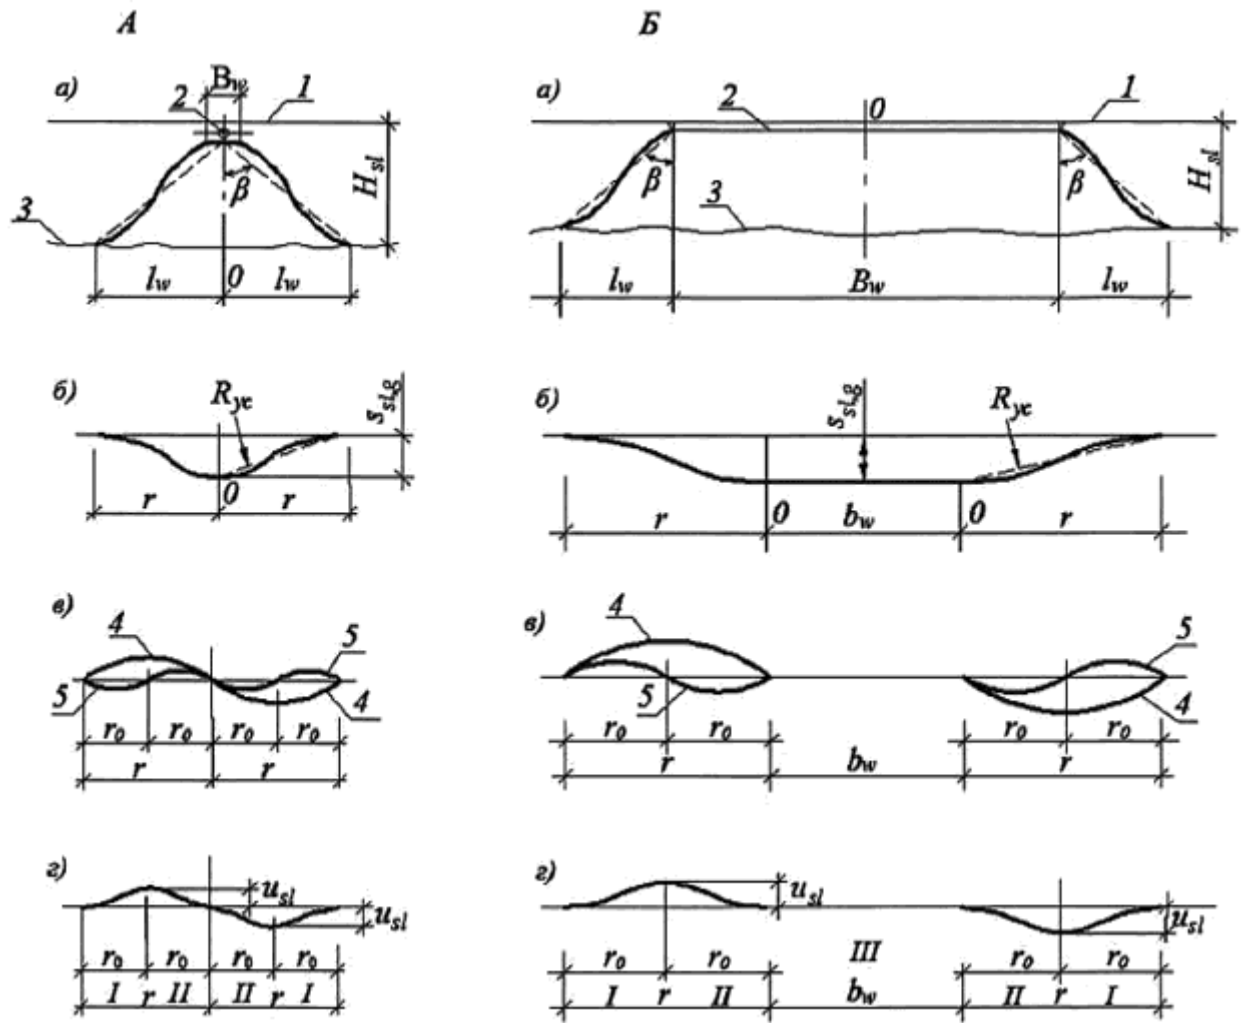 А Б
а) B_w 2 1 а) 2 0 1
H_sl β β β H_sl
3 3
l_w 0 l_w l_w B_w l_w
б) R_yc s_sl,g б) s_sl,g R_yc
r 0 r r 0 b_w 0 r
в) 4 5 в) 4 5
5 4 5 4
r_0 r_0 r_0 r_0 r_0 r_0 r_0 r_0
r r r b_w r
г) u_sl u_sl г) u_sl u_sl
r_0 r_0 r_0 r_0 r_0 r_0 III r_0 r_0
I r II II r I I r II b_w II r I